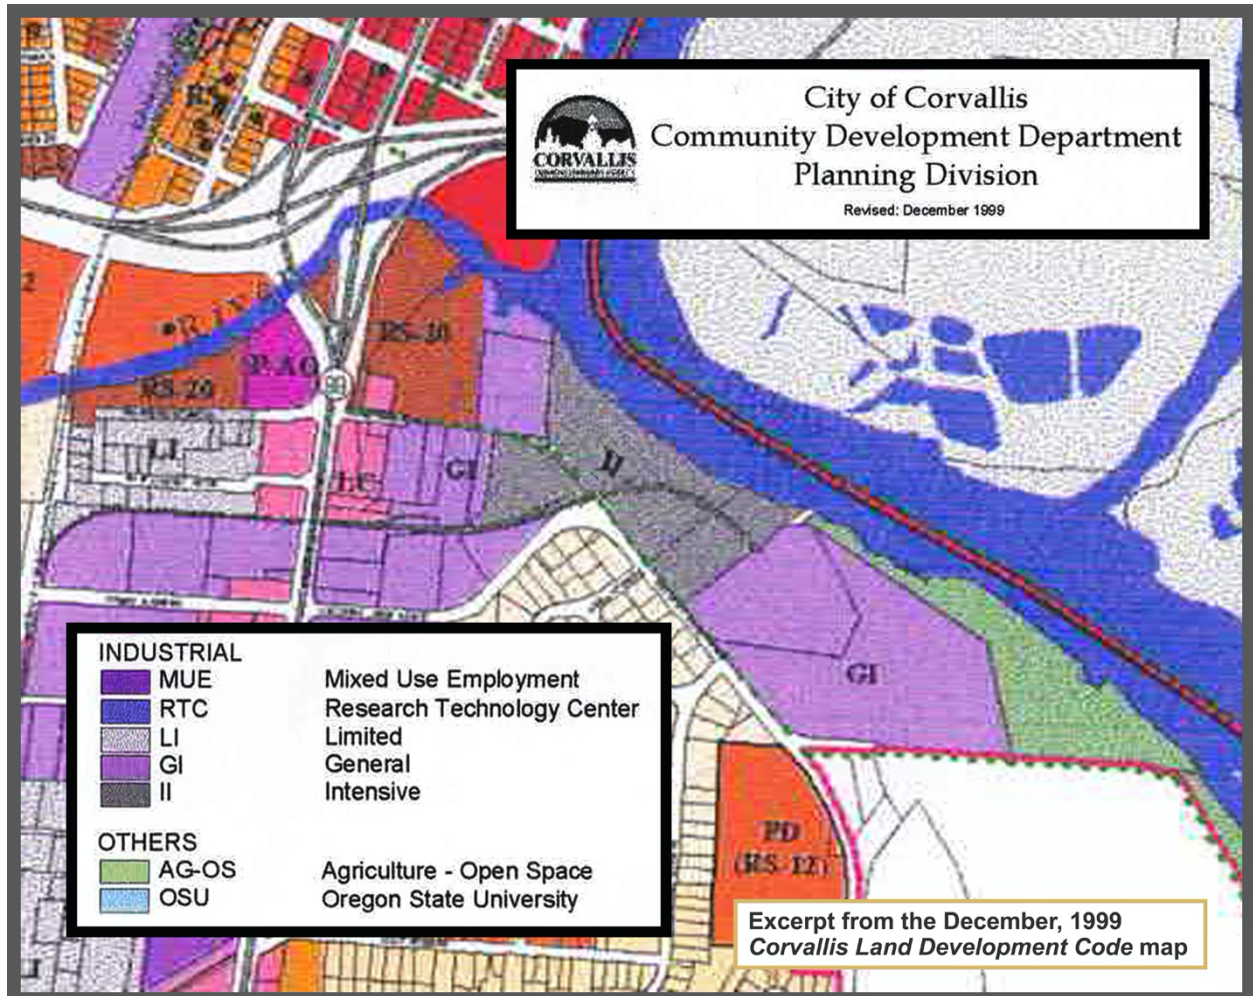 City of Corvallis
Community Development Department
Planning Division
Revised: December 1999
CORVALLIS
RIVER
P-AO
RS-20
RS-20
LI
LC
GI
II
GI
PD
(RS-12)
INDUSTRIAL
MUE Mixed Use Employment
RTC Research Technology Center
LI Limited
GI General
II Intensive
OTHERS
AG-OS Agriculture - Open Space
OSU Oregon State University
Excerpt from the December, 1999
Corvallis Land Development Code map